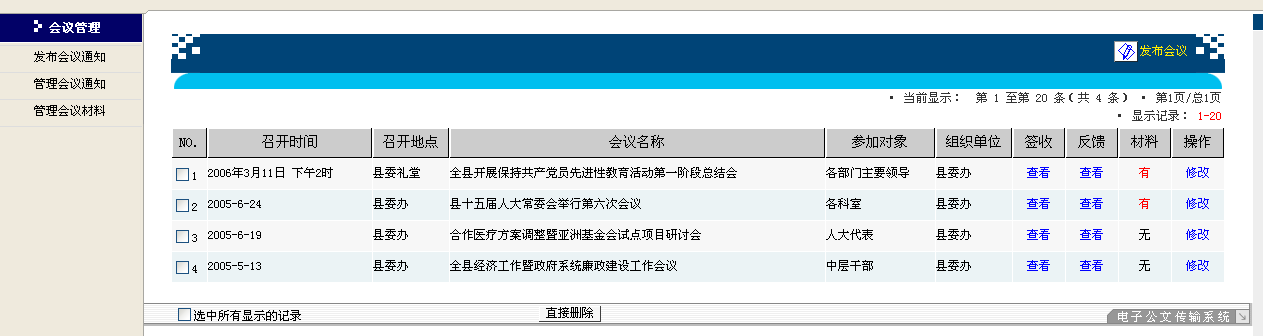 会议管理
发布会议通知
管理会议通知
管理会议材料
发布会议
▪ 当前显示： 第 1 至第 20 条(共 4 条) ▪ 第1页/总1页
▪ 显示记录： 1-20
NO. 召开时间 召开地点 会议名称 参加对象 组织单位 签收 反馈 材料 操作
1 2006年3月11日 下午2时 县委礼堂 全县开展保持共产党员先进性教育活动第一阶段总结会 各部门主要领导 县委办 查看 查看 有 修改
2 2005-6-24 县委办 县十五届人大常委会举行第六次会议 各科室 县委办 查看 查看 有 修改
3 2005-6-19 县委办 合作医疗方案调整暨亚洲基金会试点项目研讨会 人大代表 县委办 查看 查看 无 修改
4 2005-5-13 县委办 全县经济工作暨政府系统廉政建设工作会议 中层干部 县委办 查看 查看 无 修改
选中所有显示的记录 直接删除
电子公文传输系统